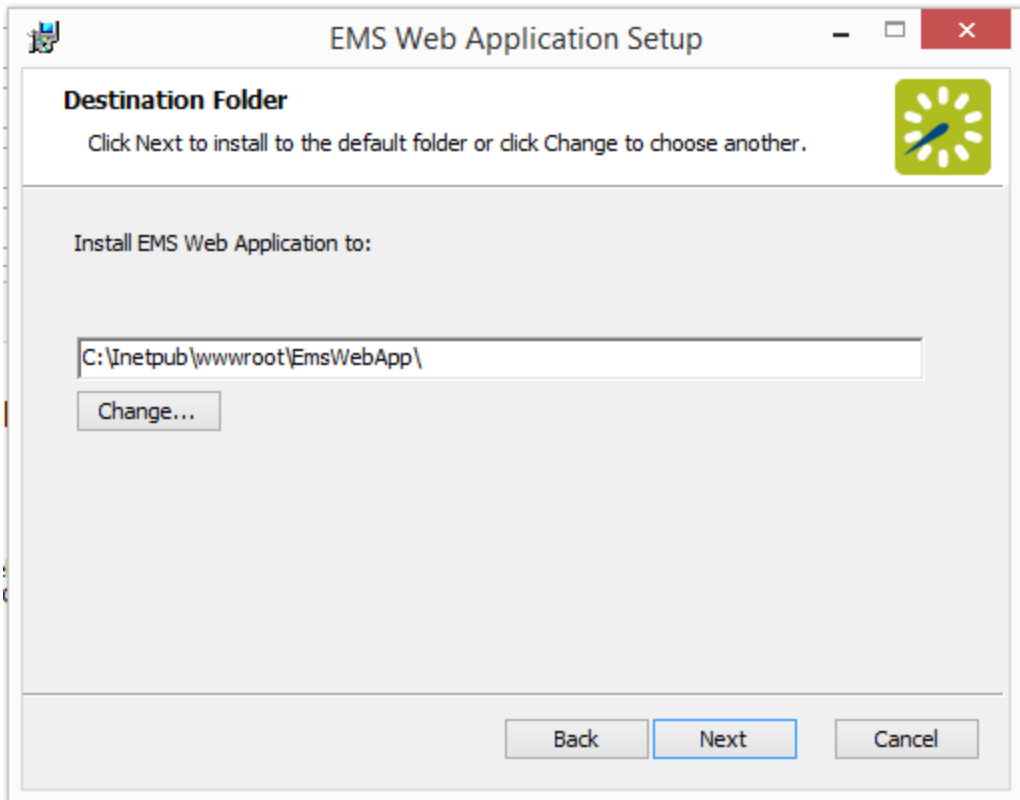 EMS Web Application Setup
Destination Folder
Click Next to install to the default folder or click Change to choose another.
Install EMS Web Application to:
C:\Inetpub\wwwroot\EmsWebApp\
Change...
Back Next Cancel